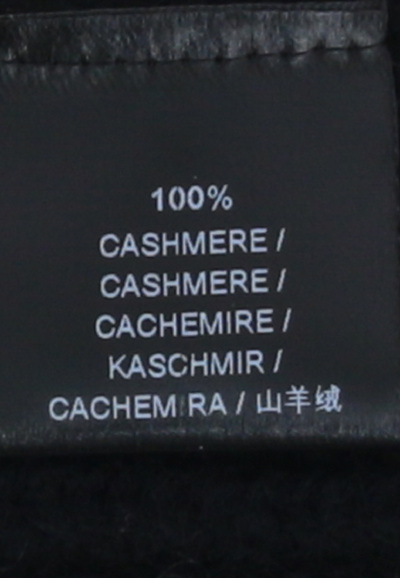 100%
CASHMERE /
CASHMERE /
CACHEMIRE /
KASCHMIR /
CACHEMIRA / 山羊绒